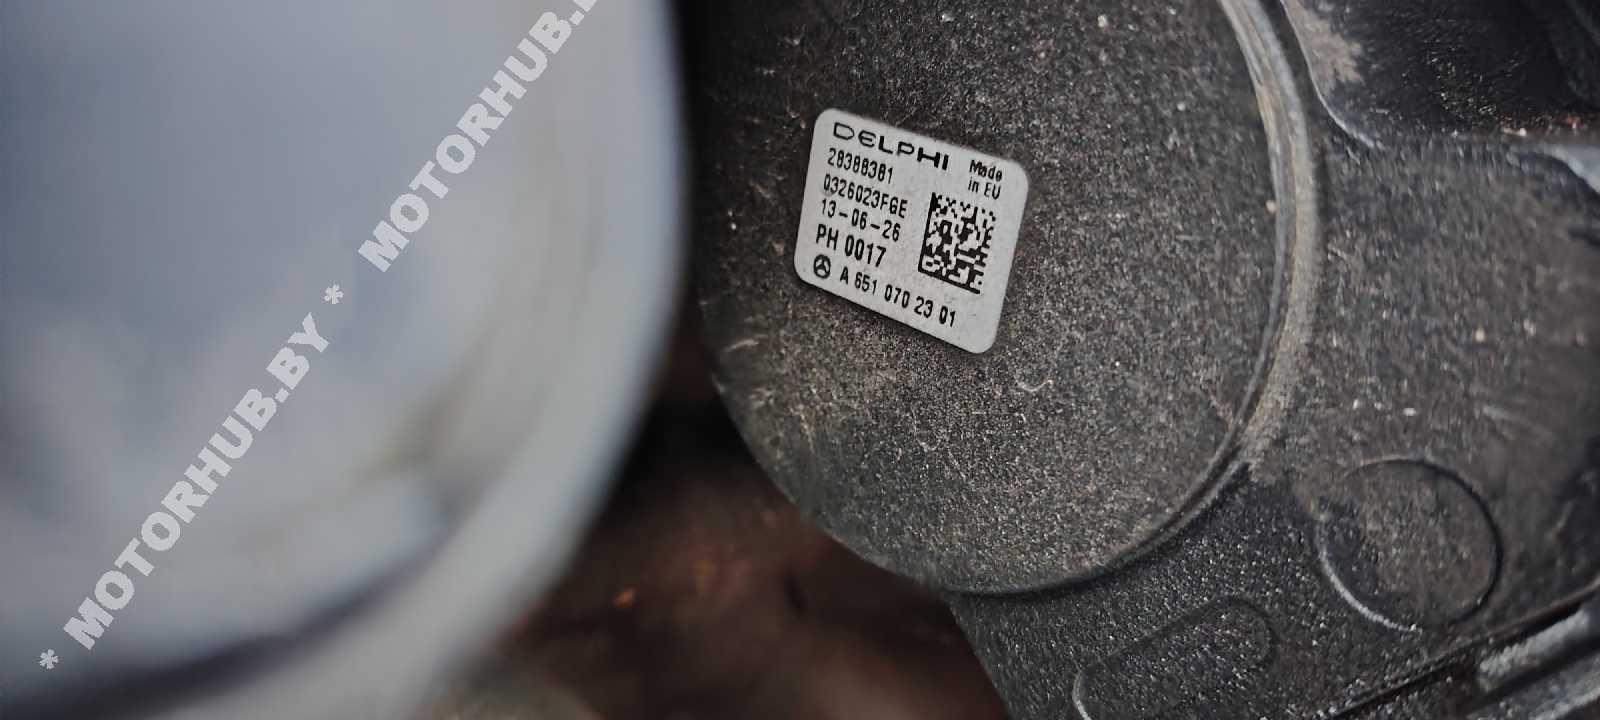 DELPHI
Made
in EU
28388381
0326023FGE
13-06-26
PH 0017
A 651 070 23 01
* MOTORHUB.BY * MOTORHUB.